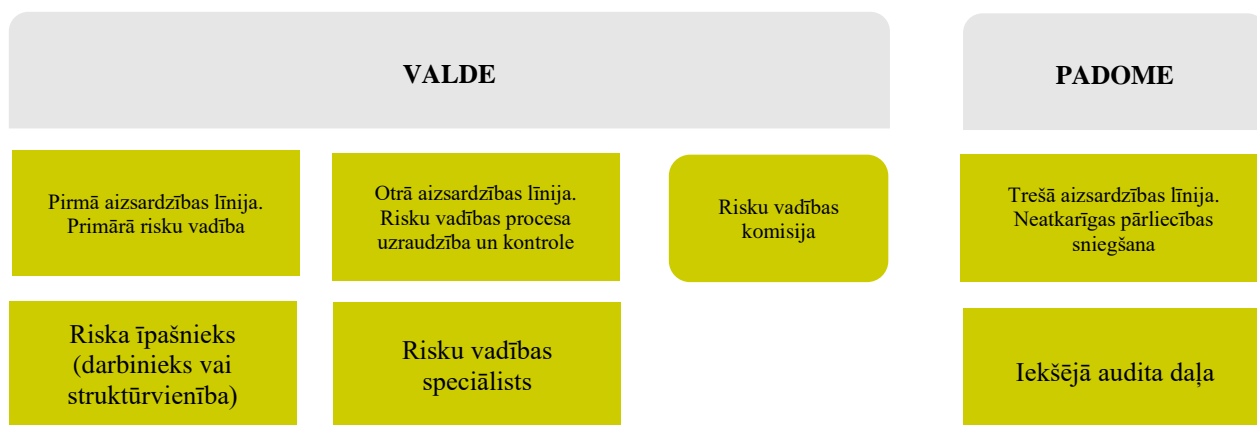 VALDE
PADOME
Pirmā aizsardzības līnija.
Primārā risku vadība
Otrā aizsardzības līnija.
Risku vadības procesa
uzraudzība un kontrole
Risku vadības
komisija
Trešā aizsardzības līnija.
Neatkarīgas pārliecības
sniegšana
Riska īpašnieks
(darbinieks vai
struktūrvienība)
Risku vadības
speciālists
Iekšējā audita daļa